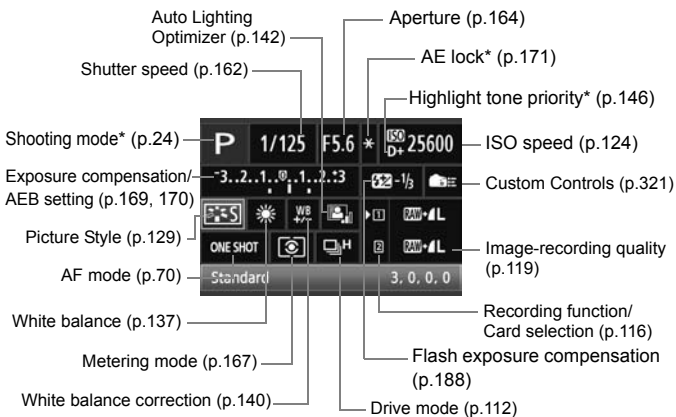 Auto Lighting
Optimizer (p.142)
Aperture (p.164)
Shutter speed (p.162)
AE lock* (p.171)
Highlight tone priority* (p.146)
Shooting mode* (p.24)
P 1/125 F5.6 * ISO D+ 25600
ISO speed (p.124)
Exposure compensation/
AEB setting (p.169, 170)
-3..2..1..0..1..2..+3
-1/3
Custom Controls (p.321)
Picture Style (p.129)
S
WB
+/-
1 RAW+L
ONE SHOT
H
2 RAW+L
Image-recording quality
(p.119)
AF mode (p.70)
Standard 3, 0, 0, 0
White balance (p.137)
Recording function/
Card selection (p.116)
Metering mode (p.167)
Flash exposure compensation
(p.188)
White balance correction (p.140)
Drive mode (p.112)